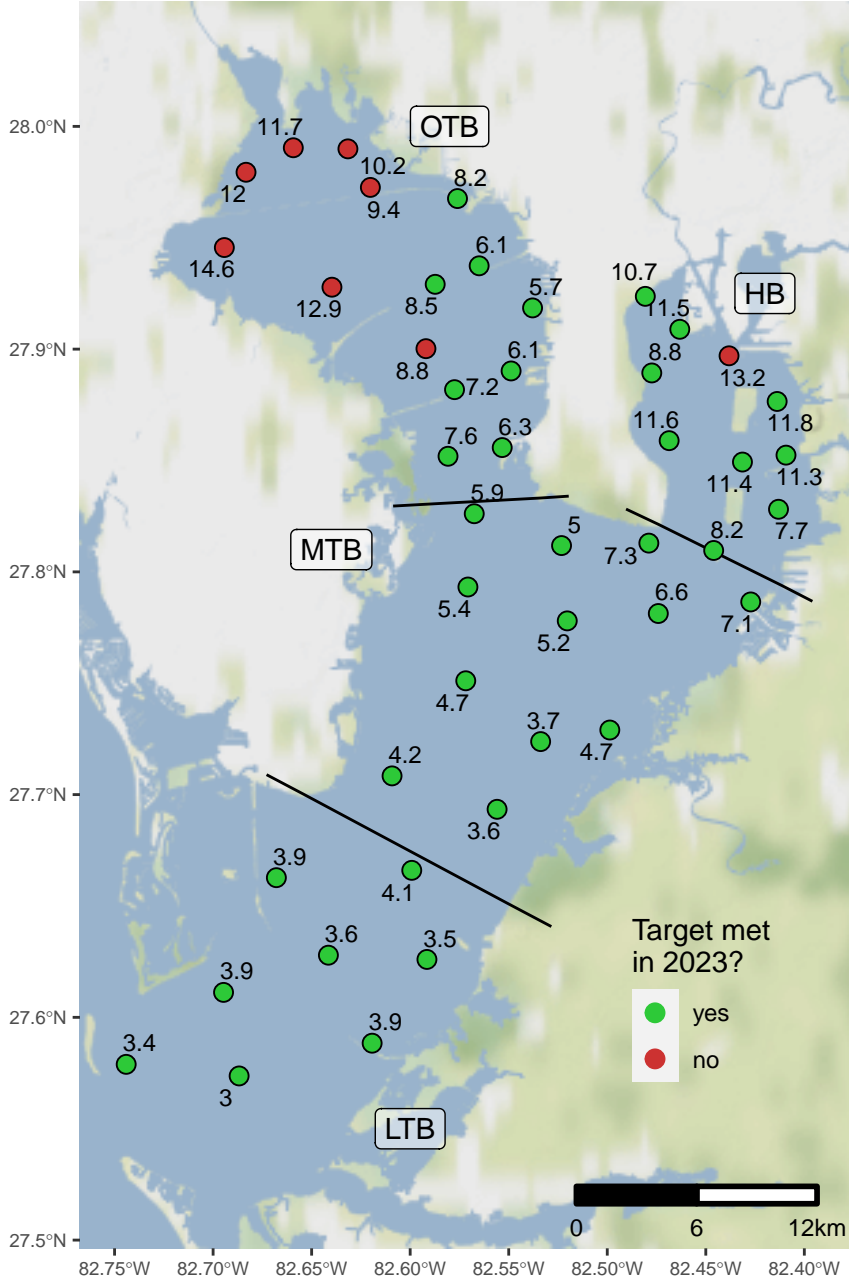 28.0°N
27.9°N
27.8°N
27.7°N
27.6°N
27.5°N
OTB
11.7
10.2
12
9.4
8.2
14.6
12.9
8.5
6.1
5.7
8.8
7.2
6.1
7.6
6.3
HB
10.7
11.5
8.8
13.2
11.6
11.8
11.4
11.3
7.7
8.2
MTB
5.9
5
7.3
5.4
5.2
6.6
7.1
4.7
3.7
4.7
4.2
3.6
3.9
4.1
3.6
3.5
3.9
3.9
3.4
3
LTB
Target met
in 2023?
yes
no
0 6 12km
82.75°W 82.70°W 82.65°W 82.60°W 82.55°W 82.50°W 82.45°W 82.40°W